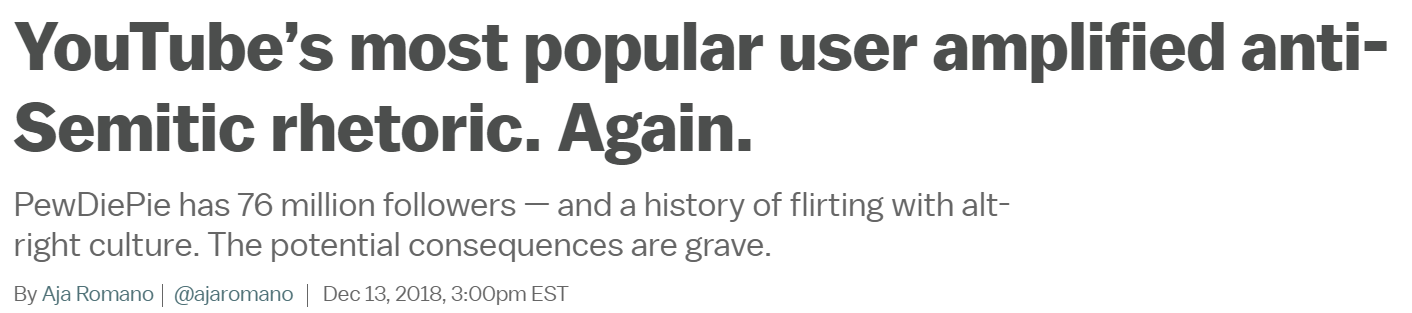 YouTube’s most popular user amplified anti-
Semitic rhetoric. Again.
PewDiePie has 76 million followers — and a history of flirting with alt-
right culture. The potential consequences are grave.
By Aja Romano | @ajaromano | Dec 13, 2018, 3:00pm EST